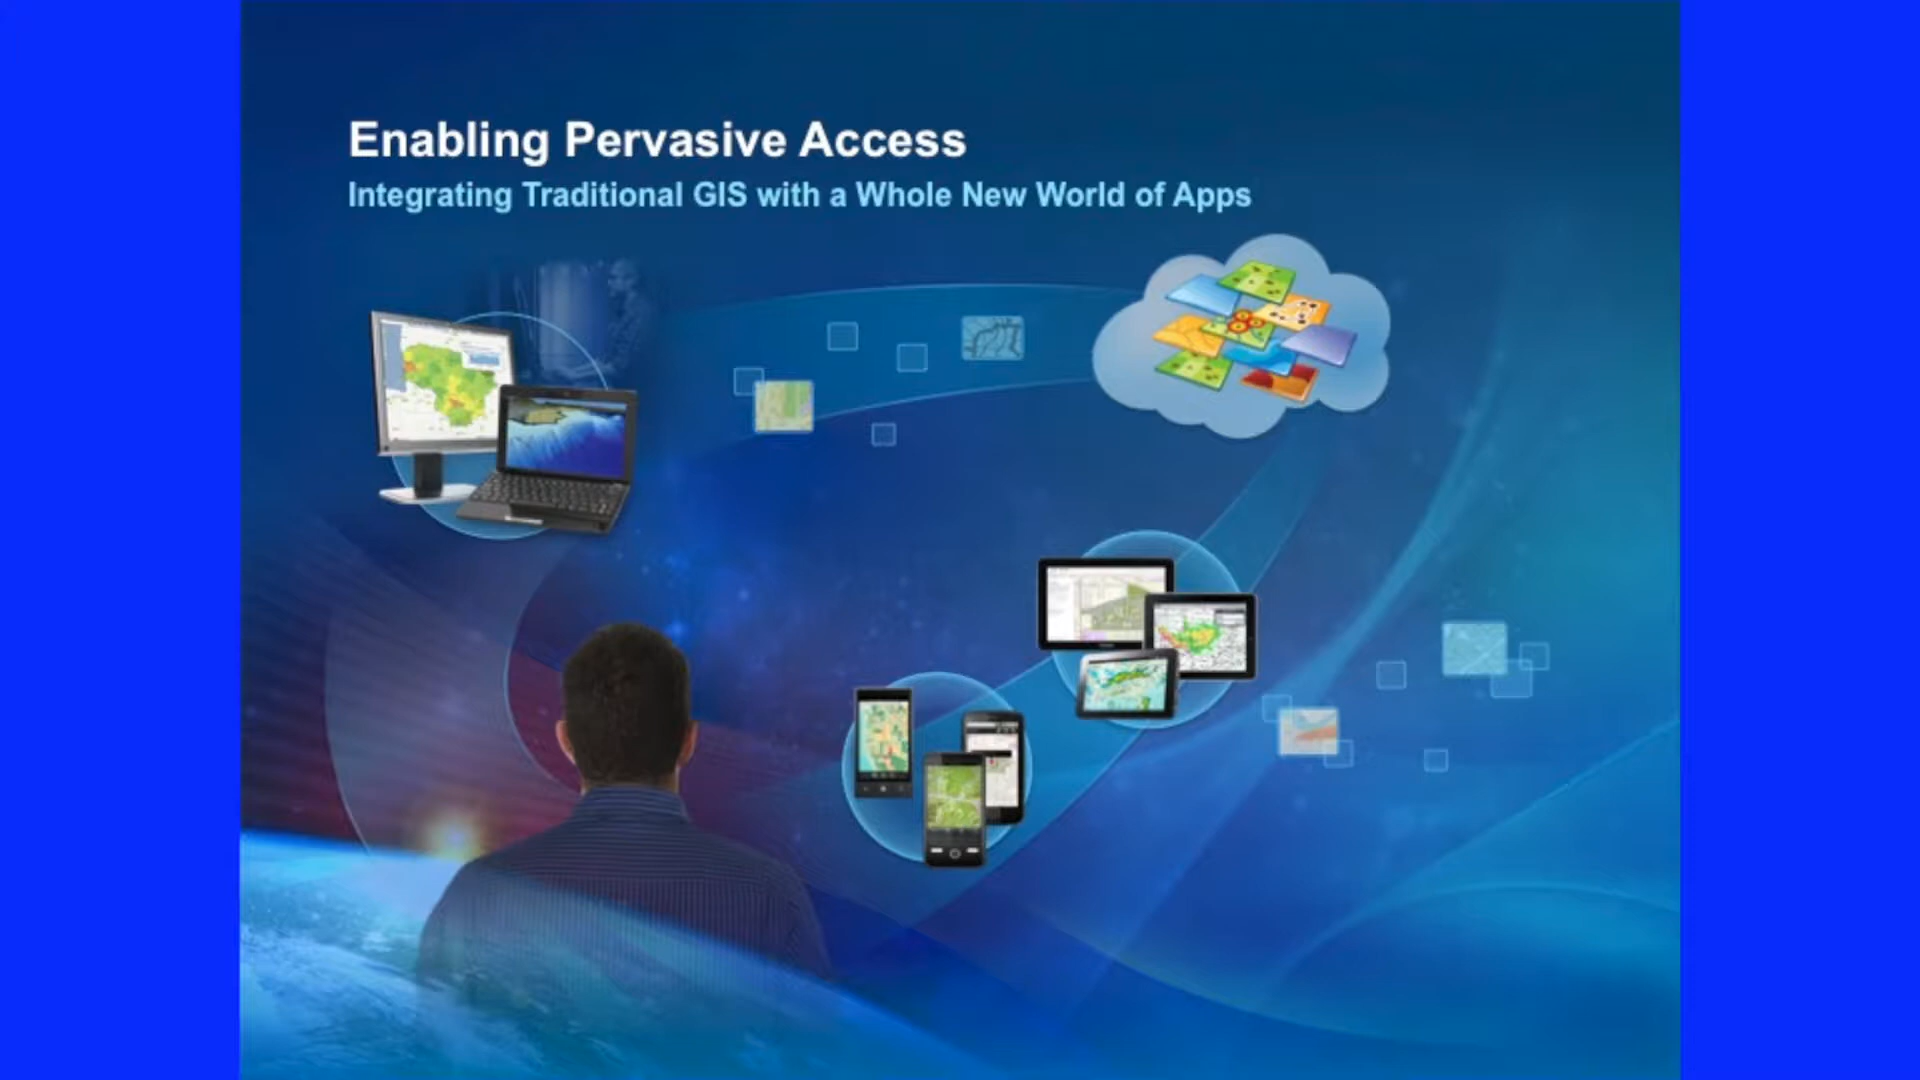 Enabling Pervasive Access
Integrating Traditional GIS with a Whole New World of Apps